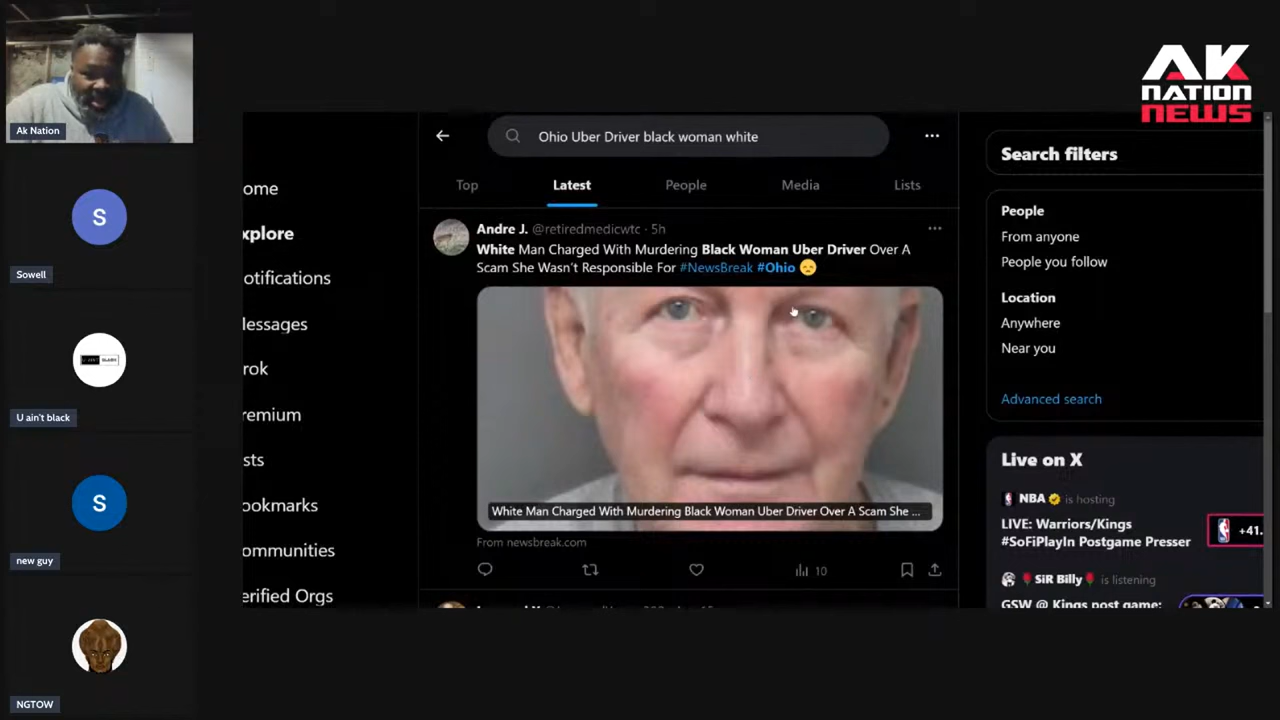 Ak Nation
Sowell
U ain't black
new guy
NGTOW
S
S
AK
NATION
NEWS
Ohio Uber Driver black woman white
Top
Latest
People
Media
Lists
ome
xplore
otifications
lessages
rok
remium
sts
ookmarks
ommunities
erified Orgs
Andre J. @retiredmedicwtc · 5h
White Man Charged With Murdering Black Woman Uber Driver Over A
Scam She Wasn't Responsible For #NewsBreak #Ohio
White Man Charged With Murdering Black Woman Uber Driver Over A Scam She ...
From newsbreak.com
10
Search filters
People
From anyone
People you follow
Location
Anywhere
Near you
Advanced search
Live on X
NBA is hosting
LIVE: Warriors/Kings
#SoFiPlayIn Postgame Presser
+41.
SiR Billy is listening
GSW @ Kings post game: